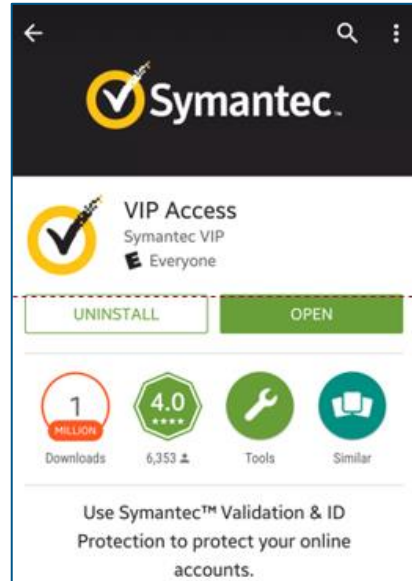 Symantec™
VIP Access
Symantec VIP
E Everyone
UNINSTALL
OPEN
1
MILLION
Downloads
4.0
6,353
Tools
Similar
Use Symantec™ Validation & ID
Protection to protect your online
accounts.